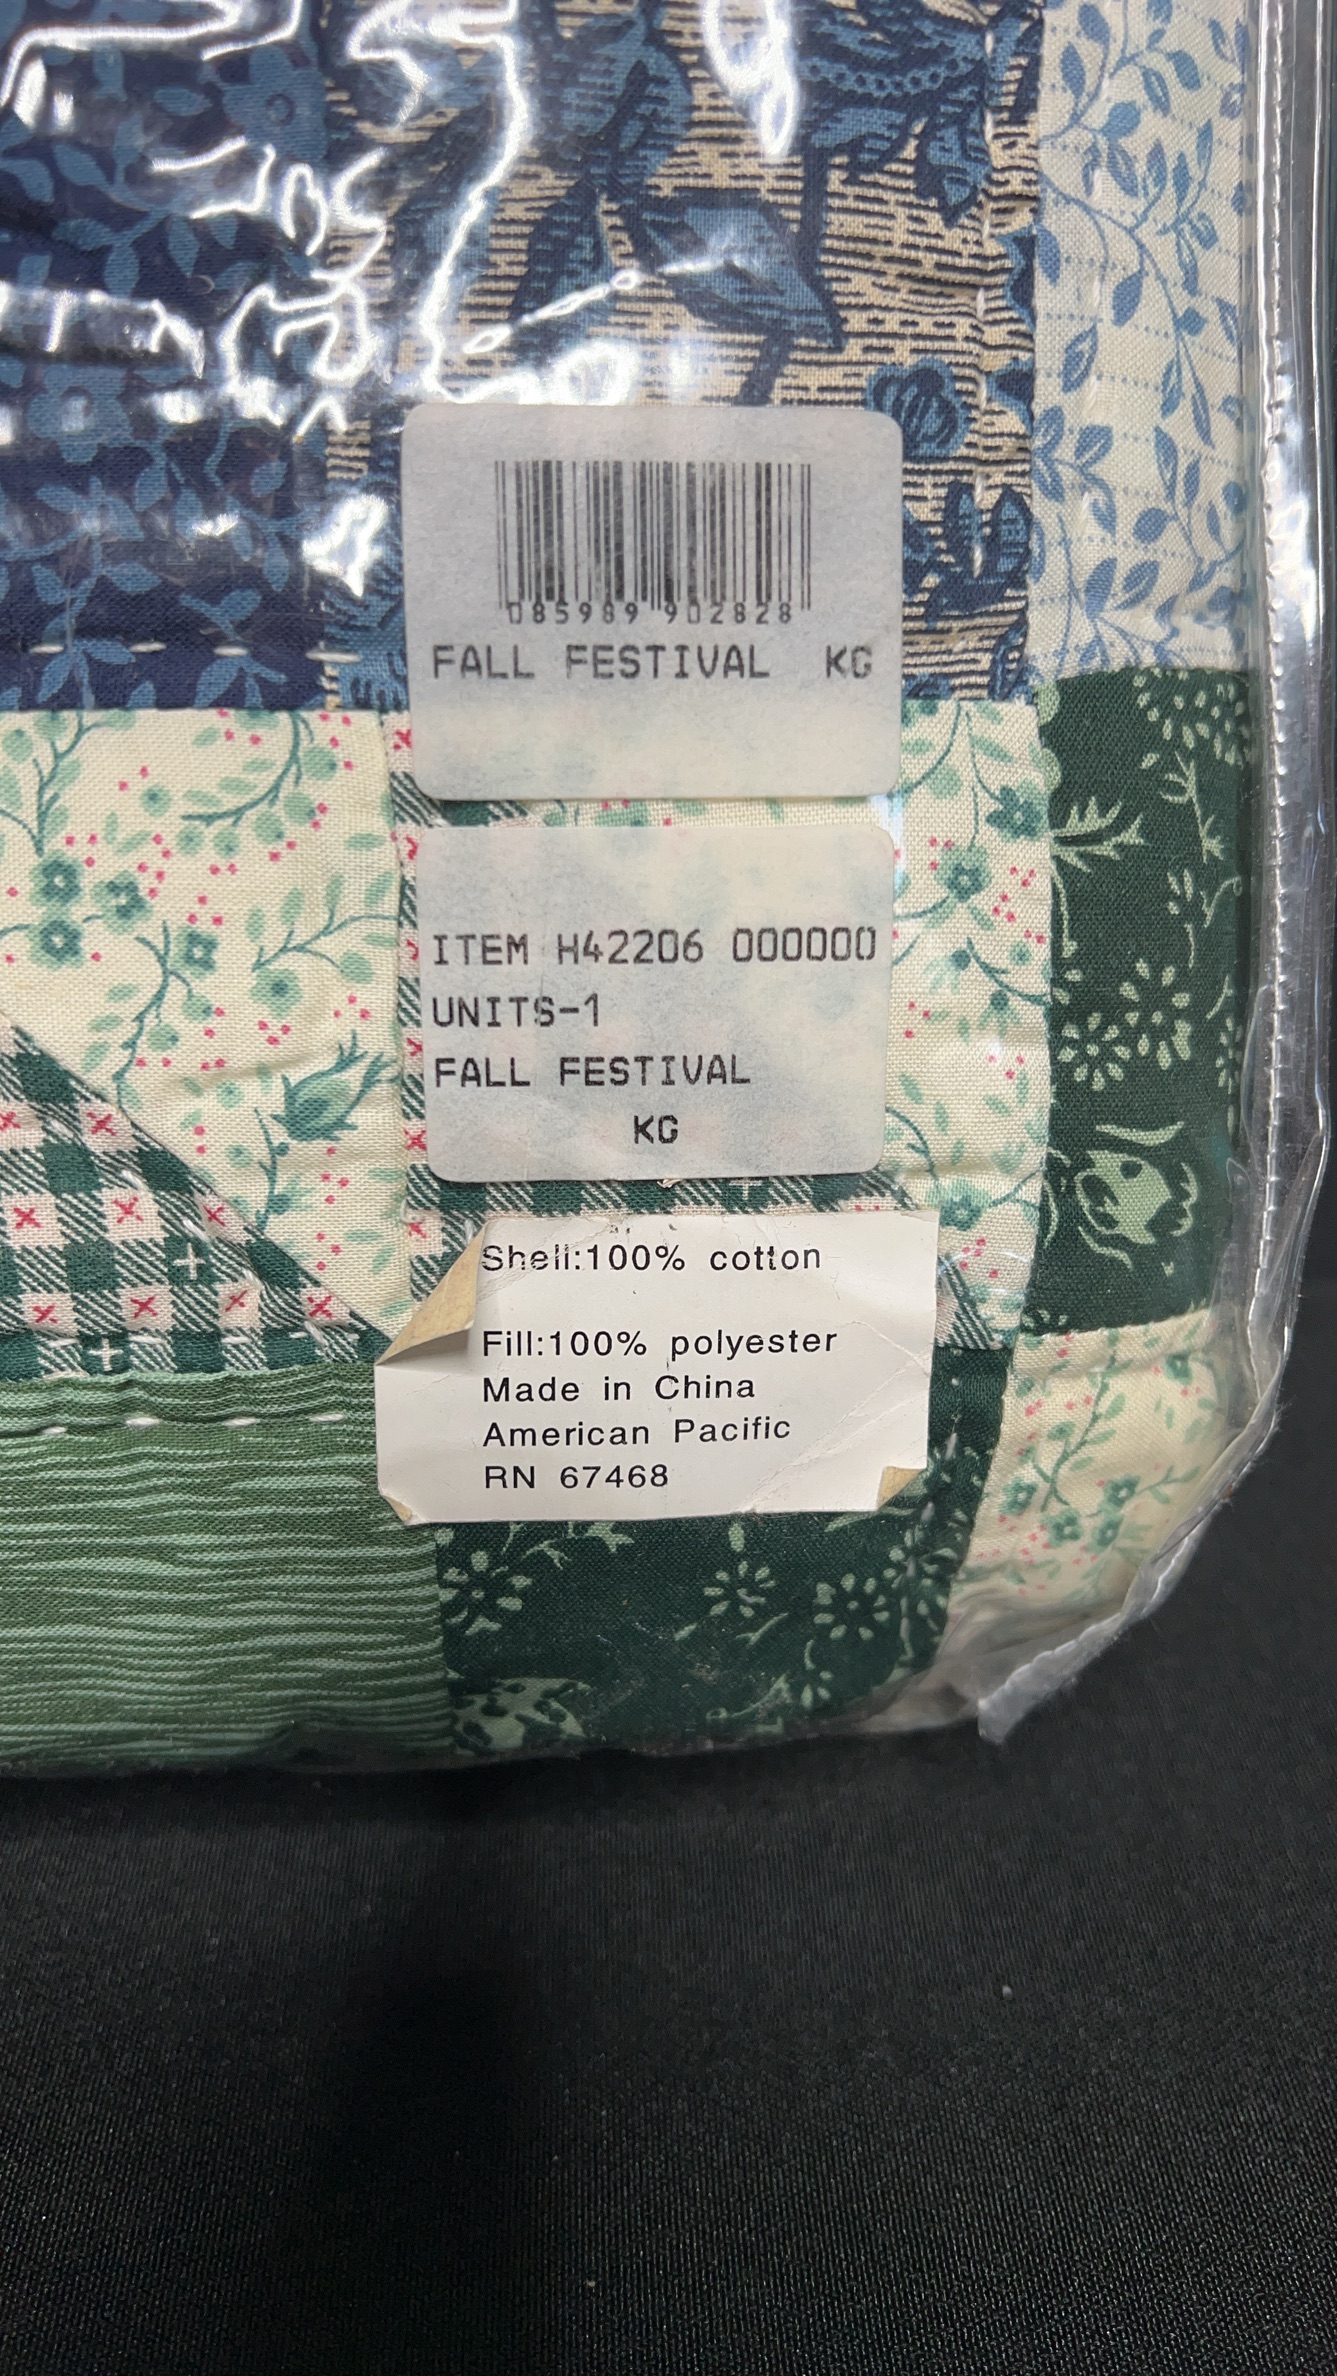 085989 902828
FALL FESTIVAL KG
ITEM H42206 000000
UNITS-1
FALL FESTIVAL
KG
Shell:100% cotton
Fill:100% polyester
Made in China
American Pacific
RN 67468